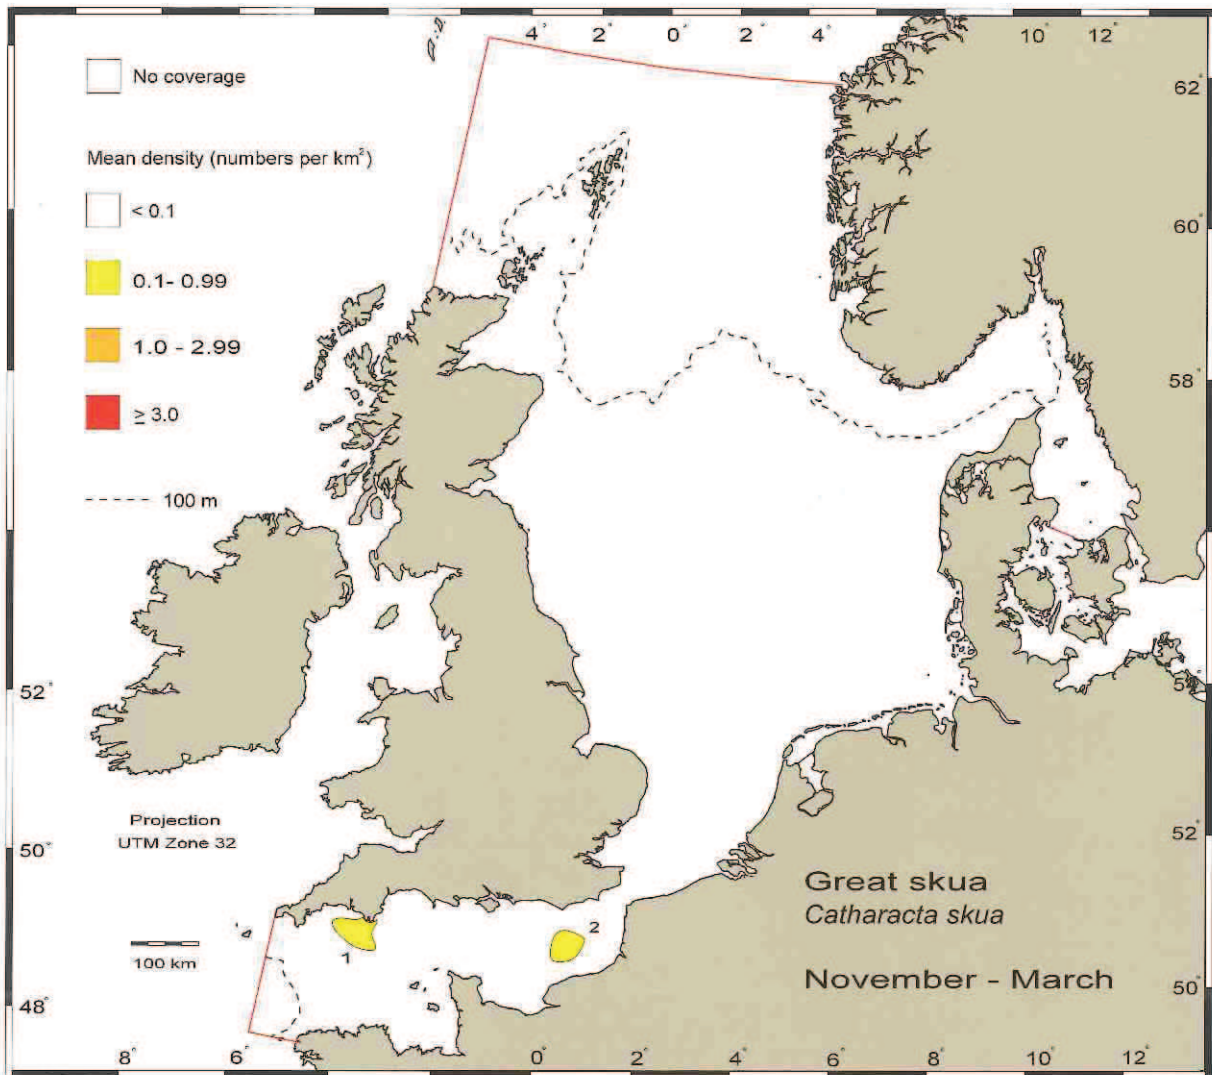 4° 2° 0° 2° 4° 10° 12°
No coverage
62°
Mean density (numbers per km²)
< 0.1
60°
0.1- 0.99
1.0 - 2.99
58°
≥ 3.0
100 m
52°
Projection
UTM Zone 32
52°
50°
Great skua
Catharacta skua
2
1
100 km
November - March
50°
48°
8° 6° 0° 2° 4° 6° 8° 10° 12°